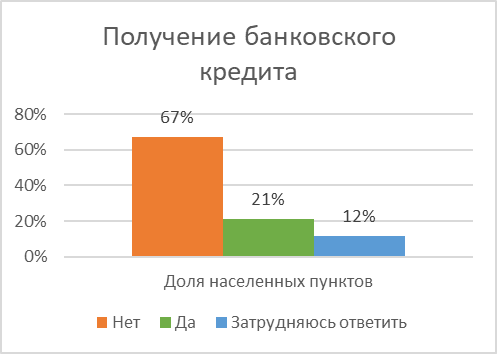 Получение банковского
кредита
80%
60%
40%
20%
0%
67%
21%
12%
Доля населенных пунктов
Нет Да Затрудняюсь ответить